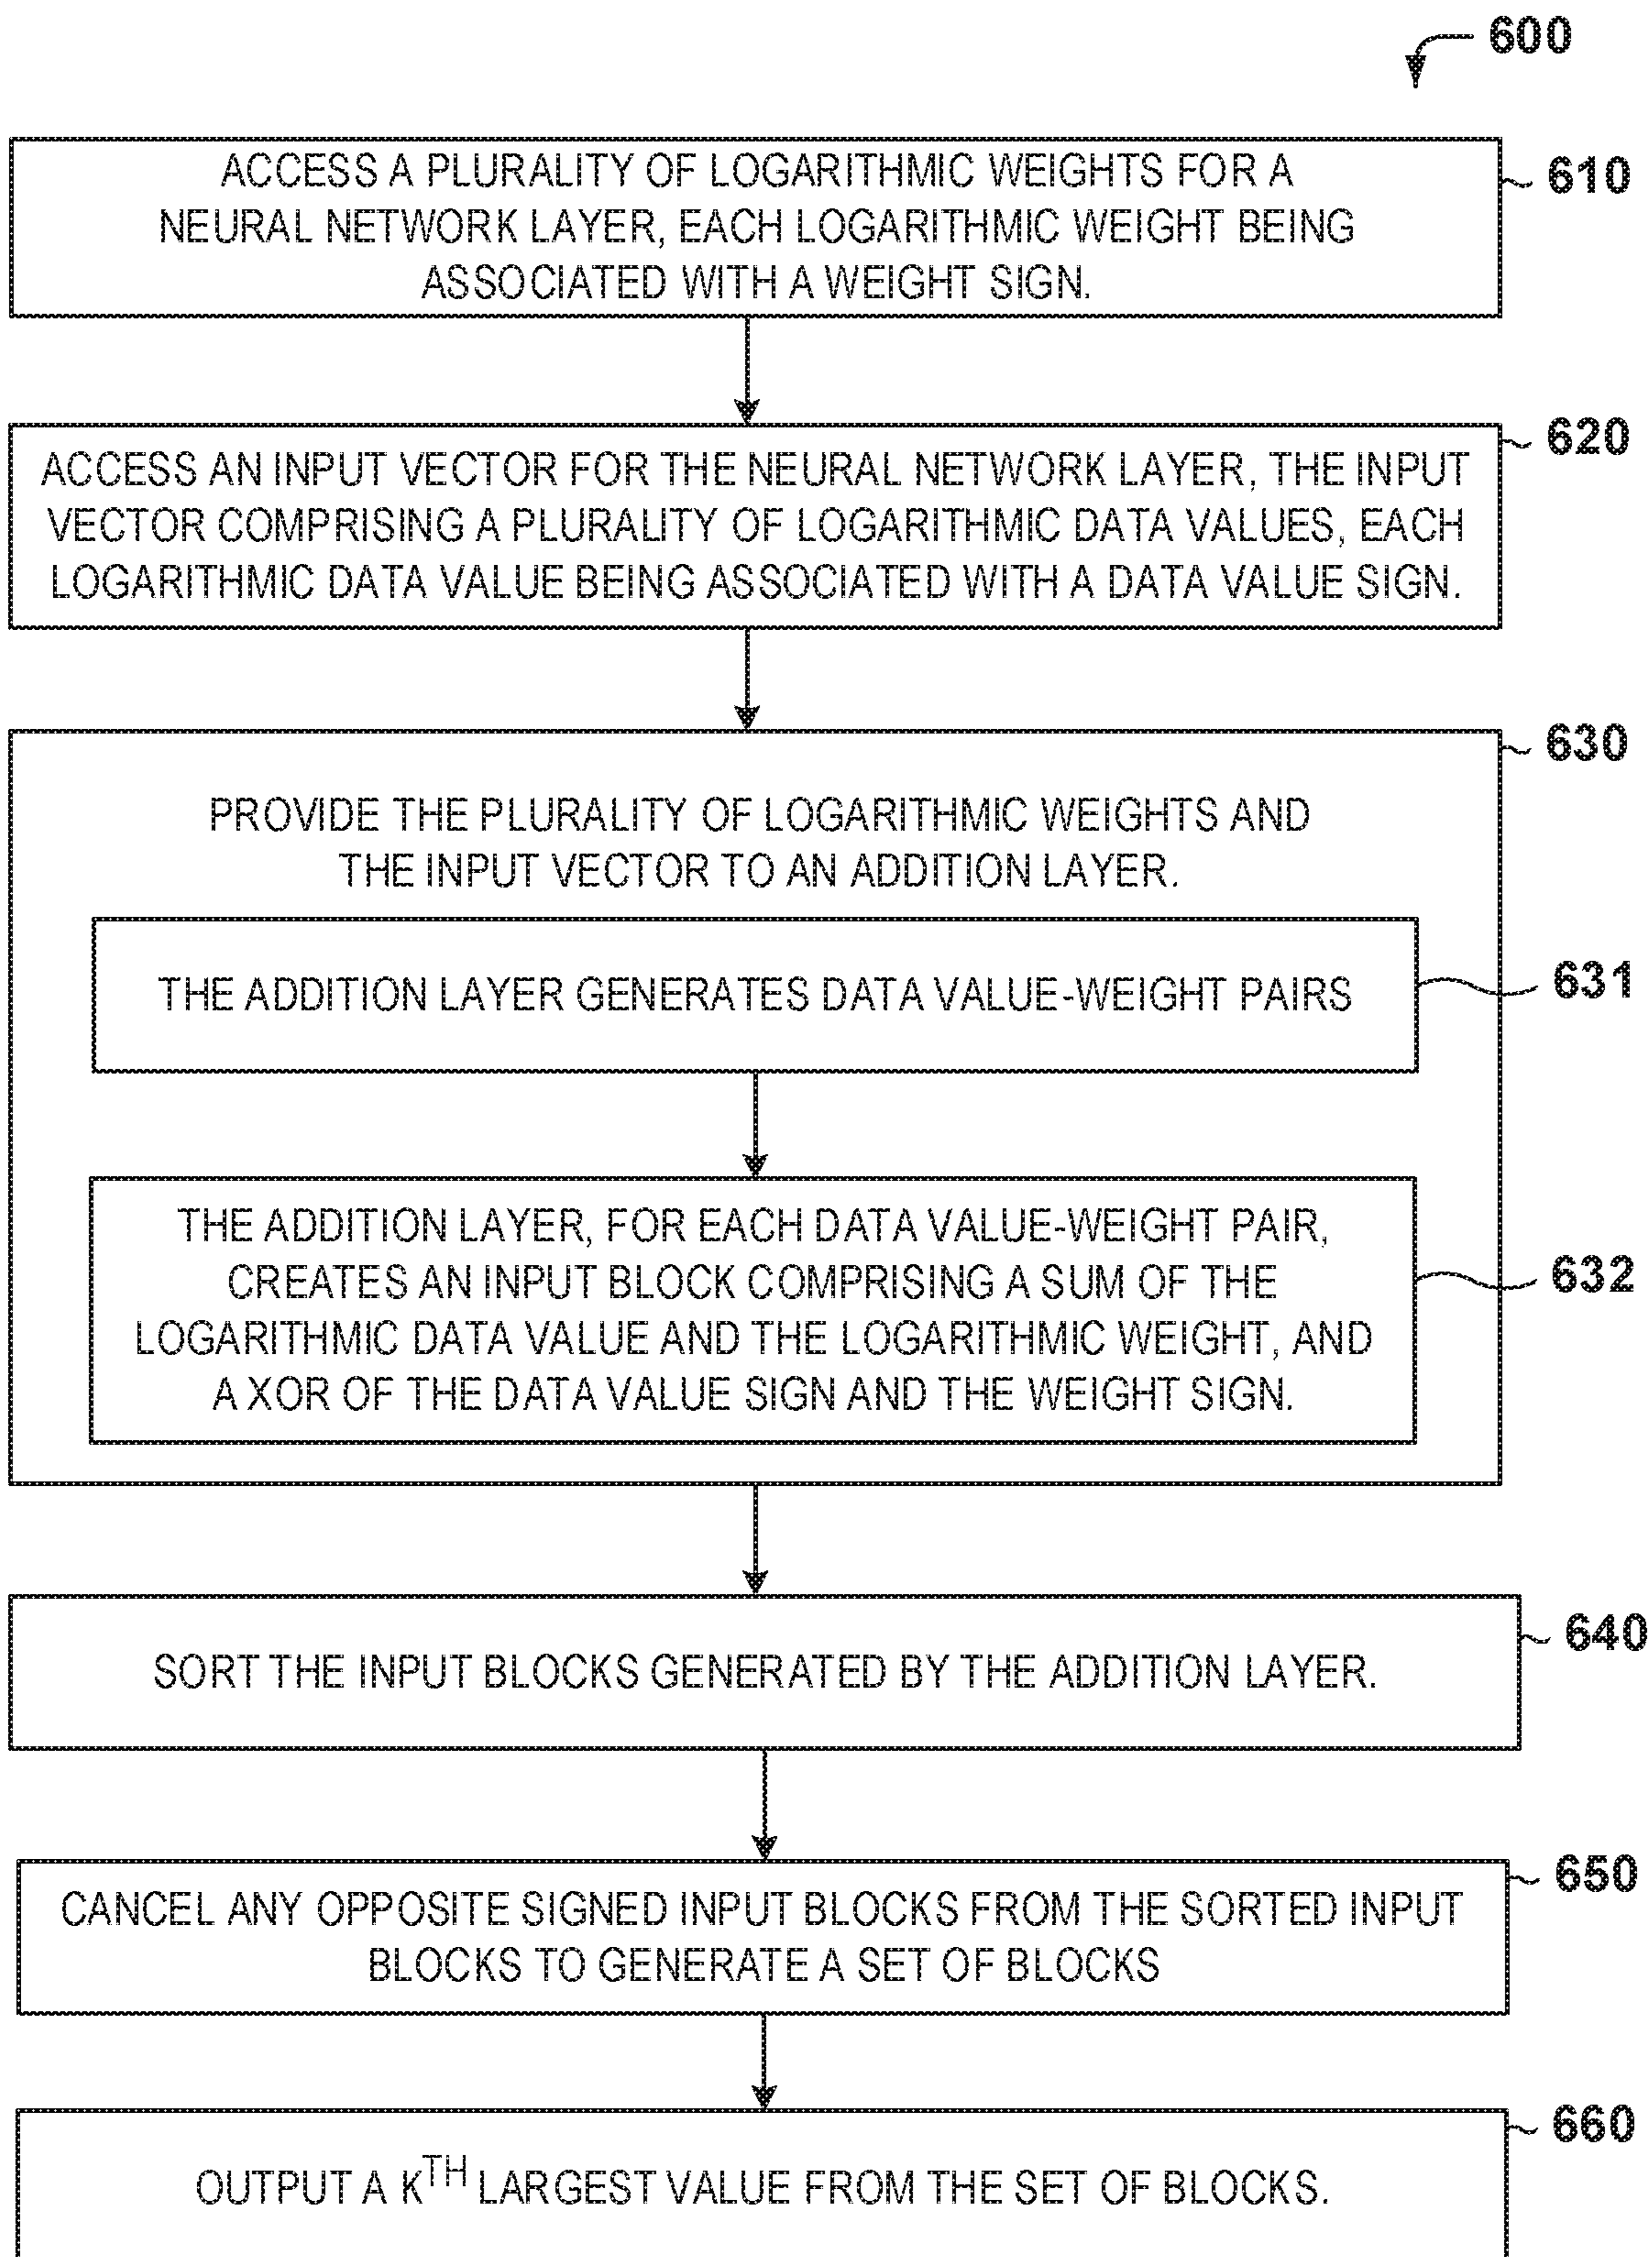 600
ACCESS A PLURALITY OF LOGARITHMIC WEIGHTS FOR A
NEURAL NETWORK LAYER, EACH LOGARITHMIC WEIGHT BEING
ASSOCIATED WITH A WEIGHT SIGN.
610
ACCESS AN INPUT VECTOR FOR THE NEURAL NETWORK LAYER, THE INPUT
VECTOR COMPRISING A PLURALITY OF LOGARITHMIC DATA VALUES, EACH
LOGARITHMIC DATA VALUE BEING ASSOCIATED WITH A DATA VALUE SIGN.
620
630
PROVIDE THE PLURALITY OF LOGARITHMIC WEIGHTS AND
THE INPUT VECTOR TO AN ADDITION LAYER.
THE ADDITION LAYER GENERATES DATA VALUE-WEIGHT PAIRS
631
THE ADDITION LAYER, FOR EACH DATA VALUE-WEIGHT PAIR,
CREATES AN INPUT BLOCK COMPRISING A SUM OF THE
LOGARITHMIC DATA VALUE AND THE LOGARITHMIC WEIGHT, AND
A XOR OF THE DATA VALUE SIGN AND THE WEIGHT SIGN.
632
SORT THE INPUT BLOCKS GENERATED BY THE ADDITION LAYER.
640
CANCEL ANY OPPOSITE SIGNED INPUT BLOCKS FROM THE SORTED INPUT
BLOCKS TO GENERATE A SET OF BLOCKS
650
OUTPUT A K^TH LARGEST VALUE FROM THE SET OF BLOCKS.
660